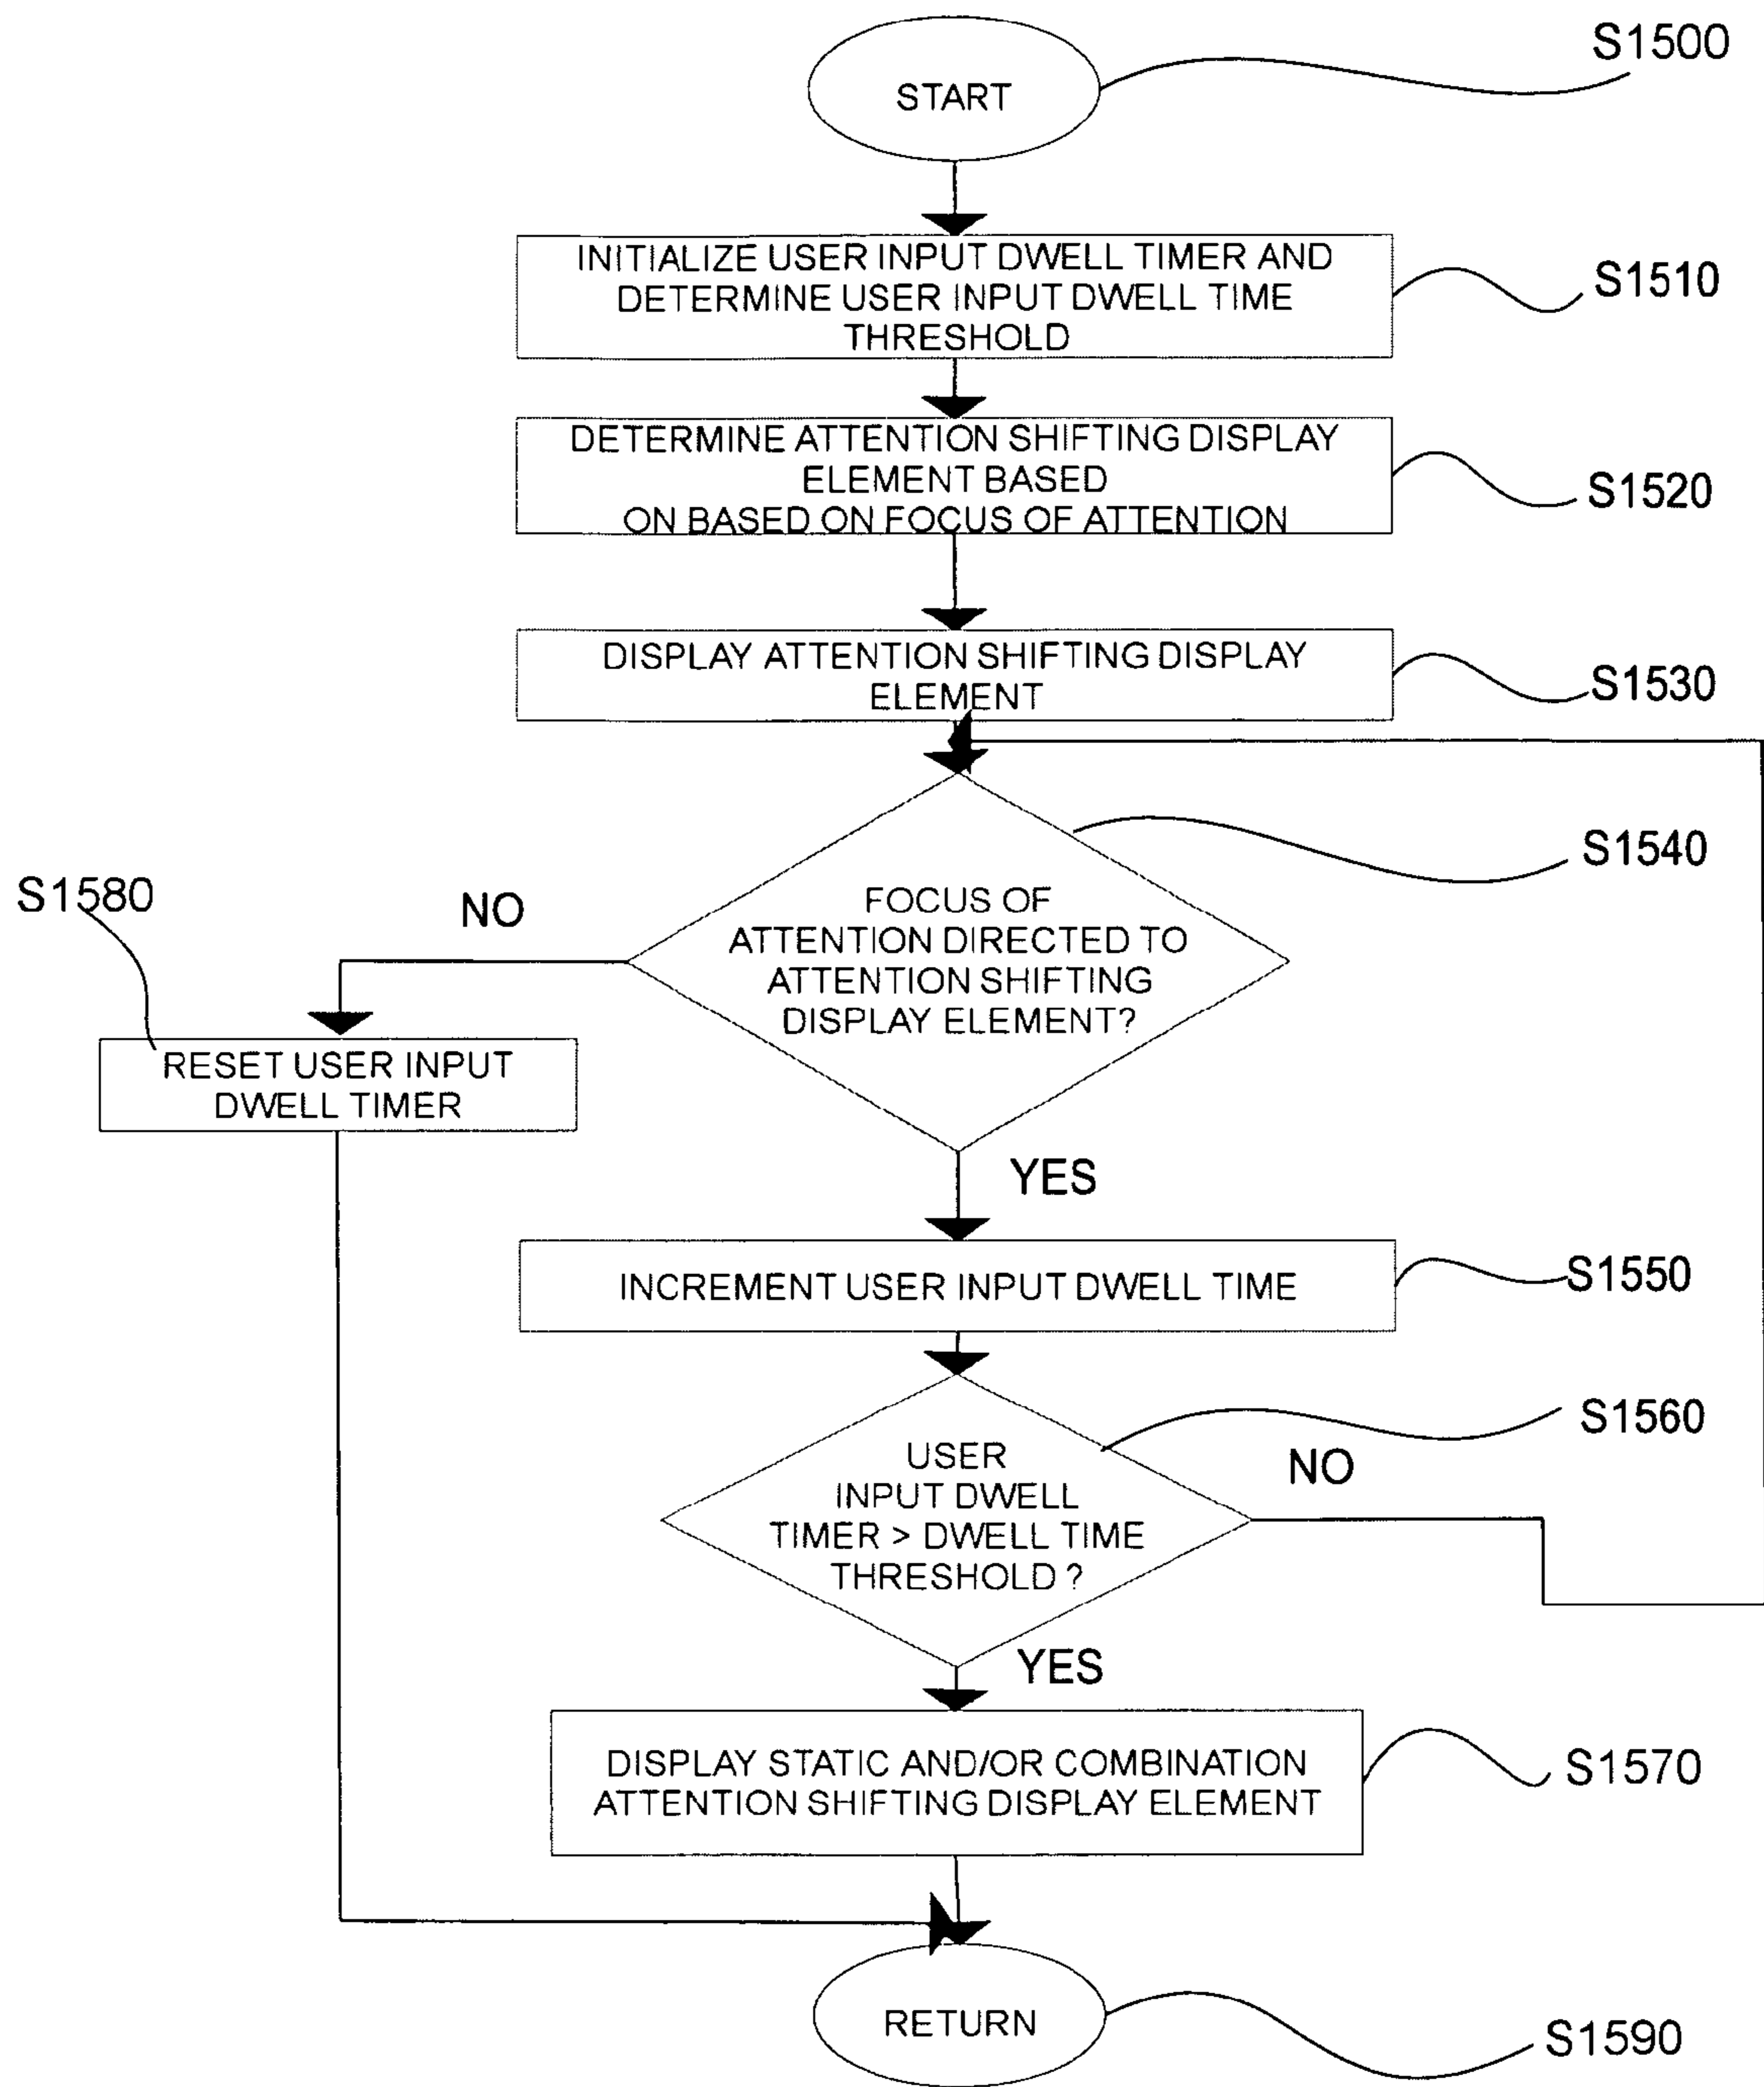 START
S1500
INITIALIZE USER INPUT DWELL TIMER AND
DETERMINE USER INPUT DWELL TIME
THRESHOLD
S1510
DETERMINE ATTENTION SHIFTING DISPLAY
ELEMENT BASED
ON BASED ON FOCUS OF ATTENTION
S1520
DISPLAY ATTENTION SHIFTING DISPLAY
ELEMENT
S1530
S1540
FOCUS OF
ATTENTION DIRECTED TO
ATTENTION SHIFTING
DISPLAY ELEMENT?
NO
S1580
RESET USER INPUT
DWELL TIMER
YES
INCREMENT USER INPUT DWELL TIME
S1550
S1560
USER
INPUT DWELL
TIMER > DWELL TIME
THRESHOLD ?
NO
YES
DISPLAY STATIC AND/OR COMBINATION
ATTENTION SHIFTING DISPLAY ELEMENT
S1570
RETURN
S1590